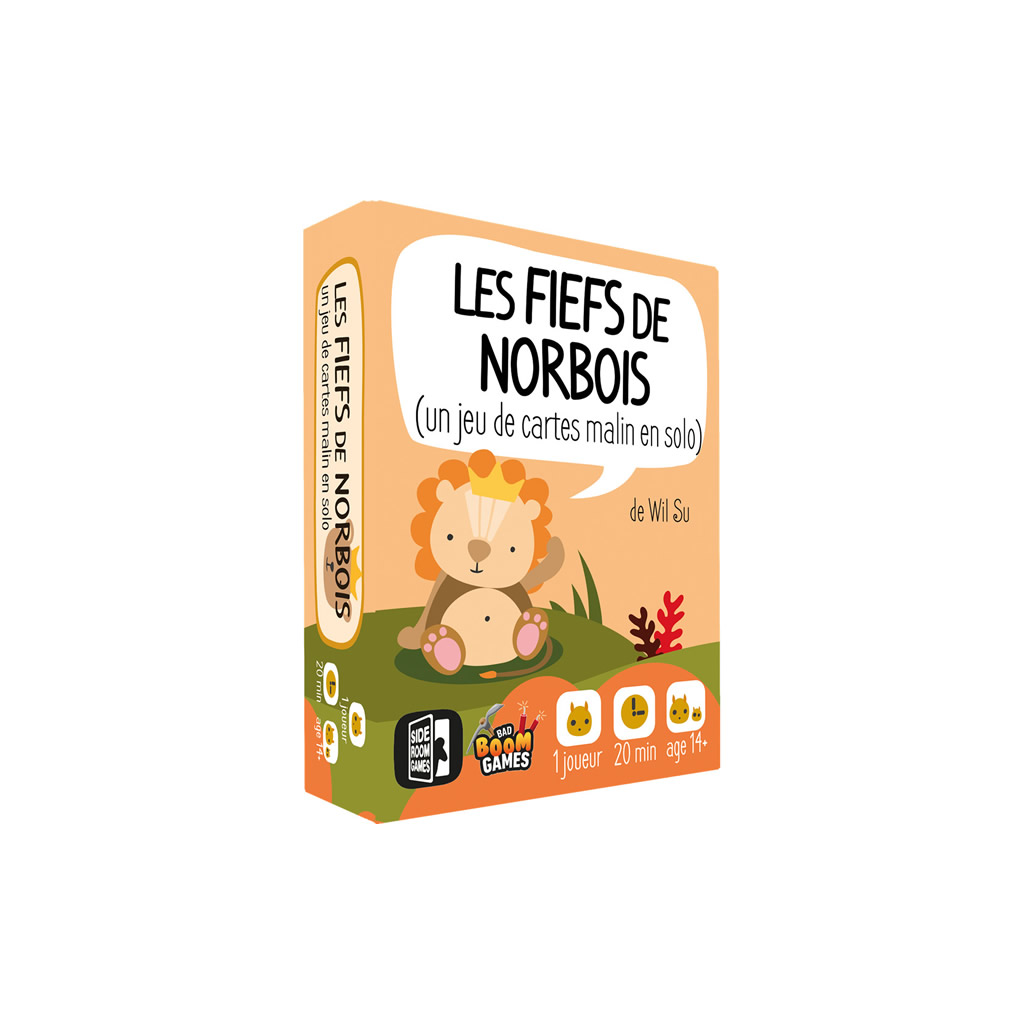 LES FIEFS DE
NORBOIS
(un jeu de cartes malin en solo)
de Wil Su
LES FIEFS DE NORBOIS
un jeu de cartes malin en solo
1 joueur
20 min
age 14+
SIDE
ROOM
GAMES
BAD
BOOM
GAMES
1 joueur
20 min
age 14+